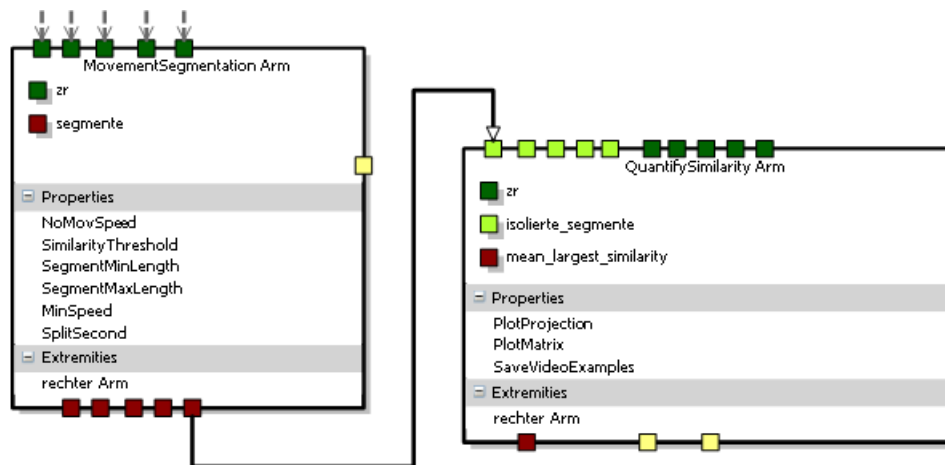 MovementSegmentation Arm
zr
segmente
Properties
NoMovSpeed
SimilarityThreshold
SegmentMinLength
SegmentMaxLength
MinSpeed
SplitSecond
Extremities
rechter Arm
QuantifySimilarity Arm
zr
isolierte_segmente
mean_largest_similarity
Properties
PlotProjection
PlotMatrix
SaveVideoExamples
Extremities
rechter Arm